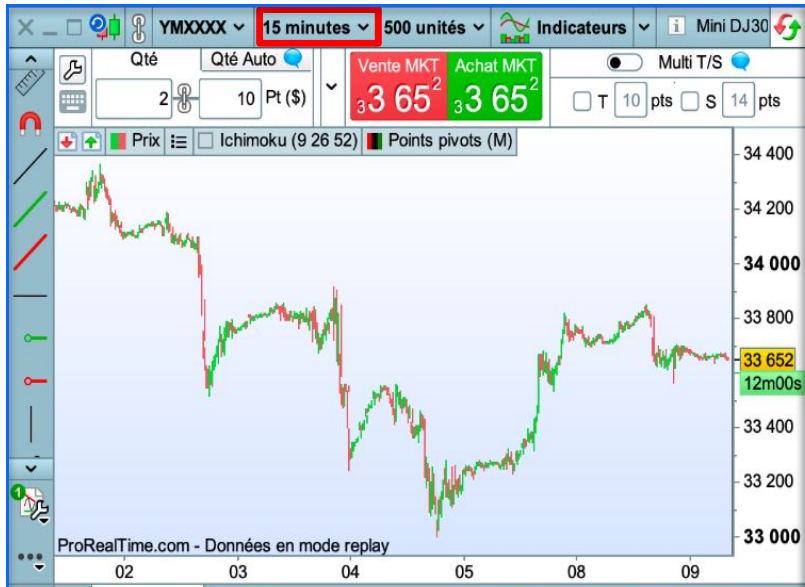 YMXXXX 15 minutes 500 unités Indicateurs i Mini DJ30
Qté Qté Auto Vente MKT Achat MKT Multi T/S
2 10 Pt ($) 33 652 33 652 T 10 pts S 14 pts
Prix Ichimoku (9 26 52) Points pivots (M)
34 400
34 200
34 000
33 800
33 652
12m00s
33 400
33 200
33 000
1
ProRealTime.com - Données en mode replay
02 03 04 05 08 09